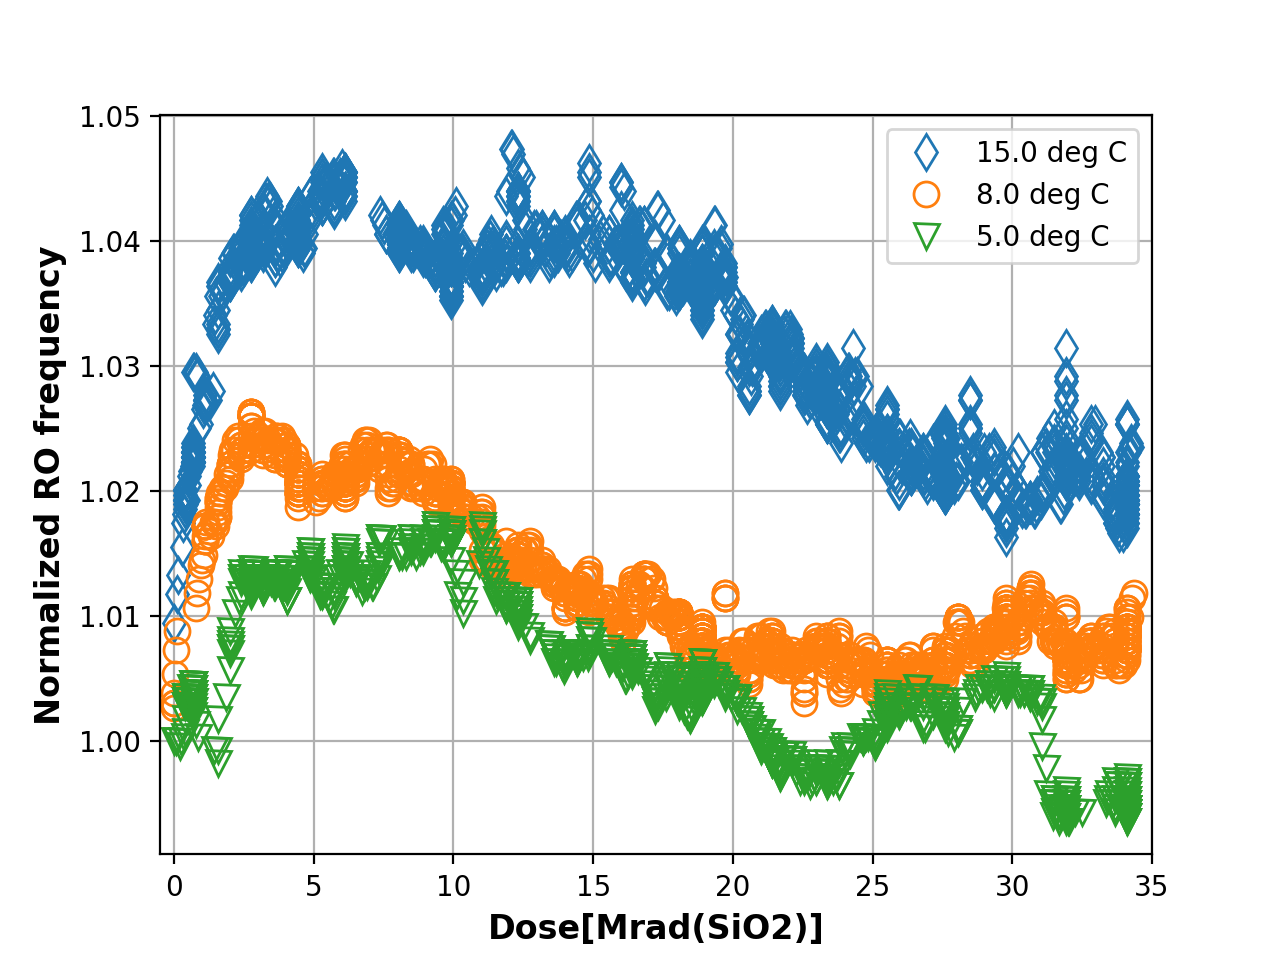 1.05
1.04
1.03
1.02
1.01
1.00
Normalized RO frequency
15.0 deg C
8.0 deg C
5.0 deg C
0 5 10 15 20 25 30 35
Dose[Mrad(SiO2)]